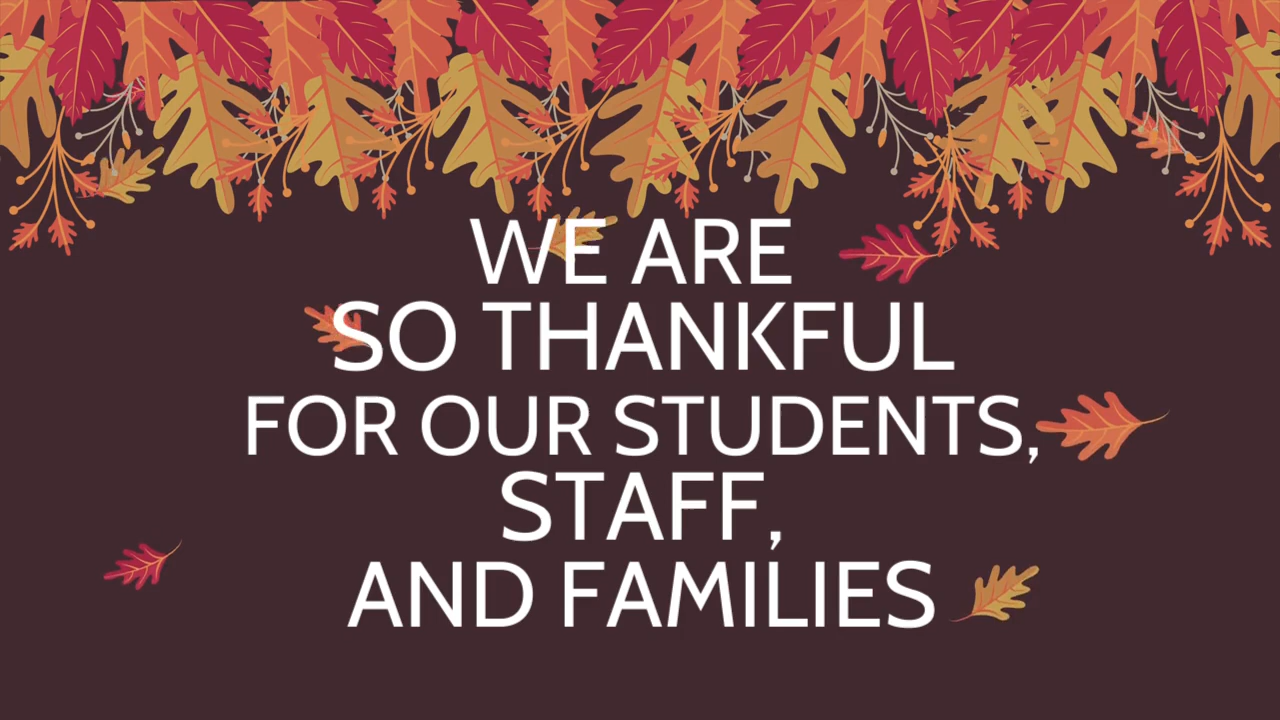 WE ARE
SO THANKFUL
FOR OUR STUDENTS,
STAFF,
AND FAMILIES